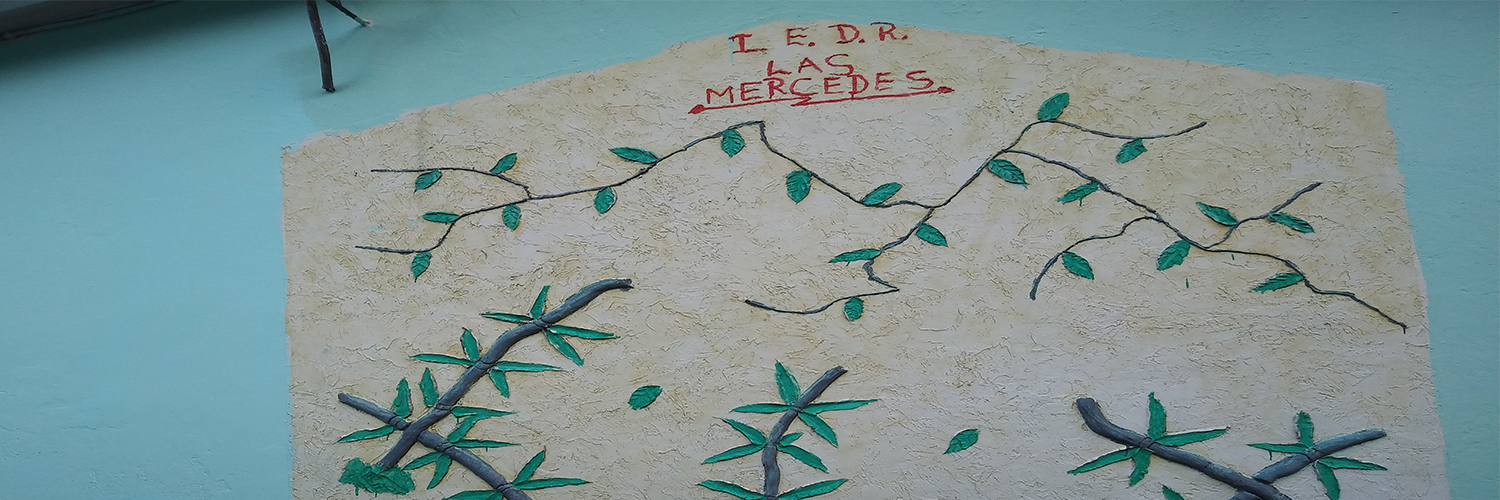 I. E. D. R.
LAS
MERCEDES